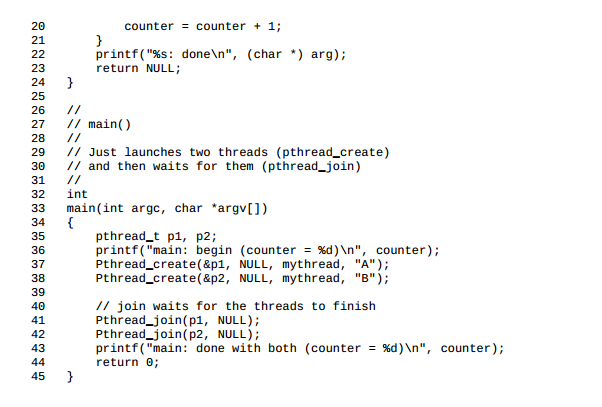 20           counter = counter + 1;
21       }
22       printf("%s: done\n", (char *) arg);
23       return NULL;
24   }
25
26   //
27   // main()
28   //
29   // Just launches two threads (pthread_create)
30   // and then waits for them (pthread_join)
31   //
32   int
33   main(int argc, char *argv[])
34   {
35       pthread_t p1, p2;
36       printf("main: begin (counter = %d)\n", counter);
37       Pthread_create(&p1, NULL, mythread, "A");
38       Pthread_create(&p2, NULL, mythread, "B");
39
40       // join waits for the threads to finish
41       Pthread_join(p1, NULL);
42       Pthread_join(p2, NULL);
43       printf("main: done with both (counter = %d)\n", counter);
44       return 0;
45   }